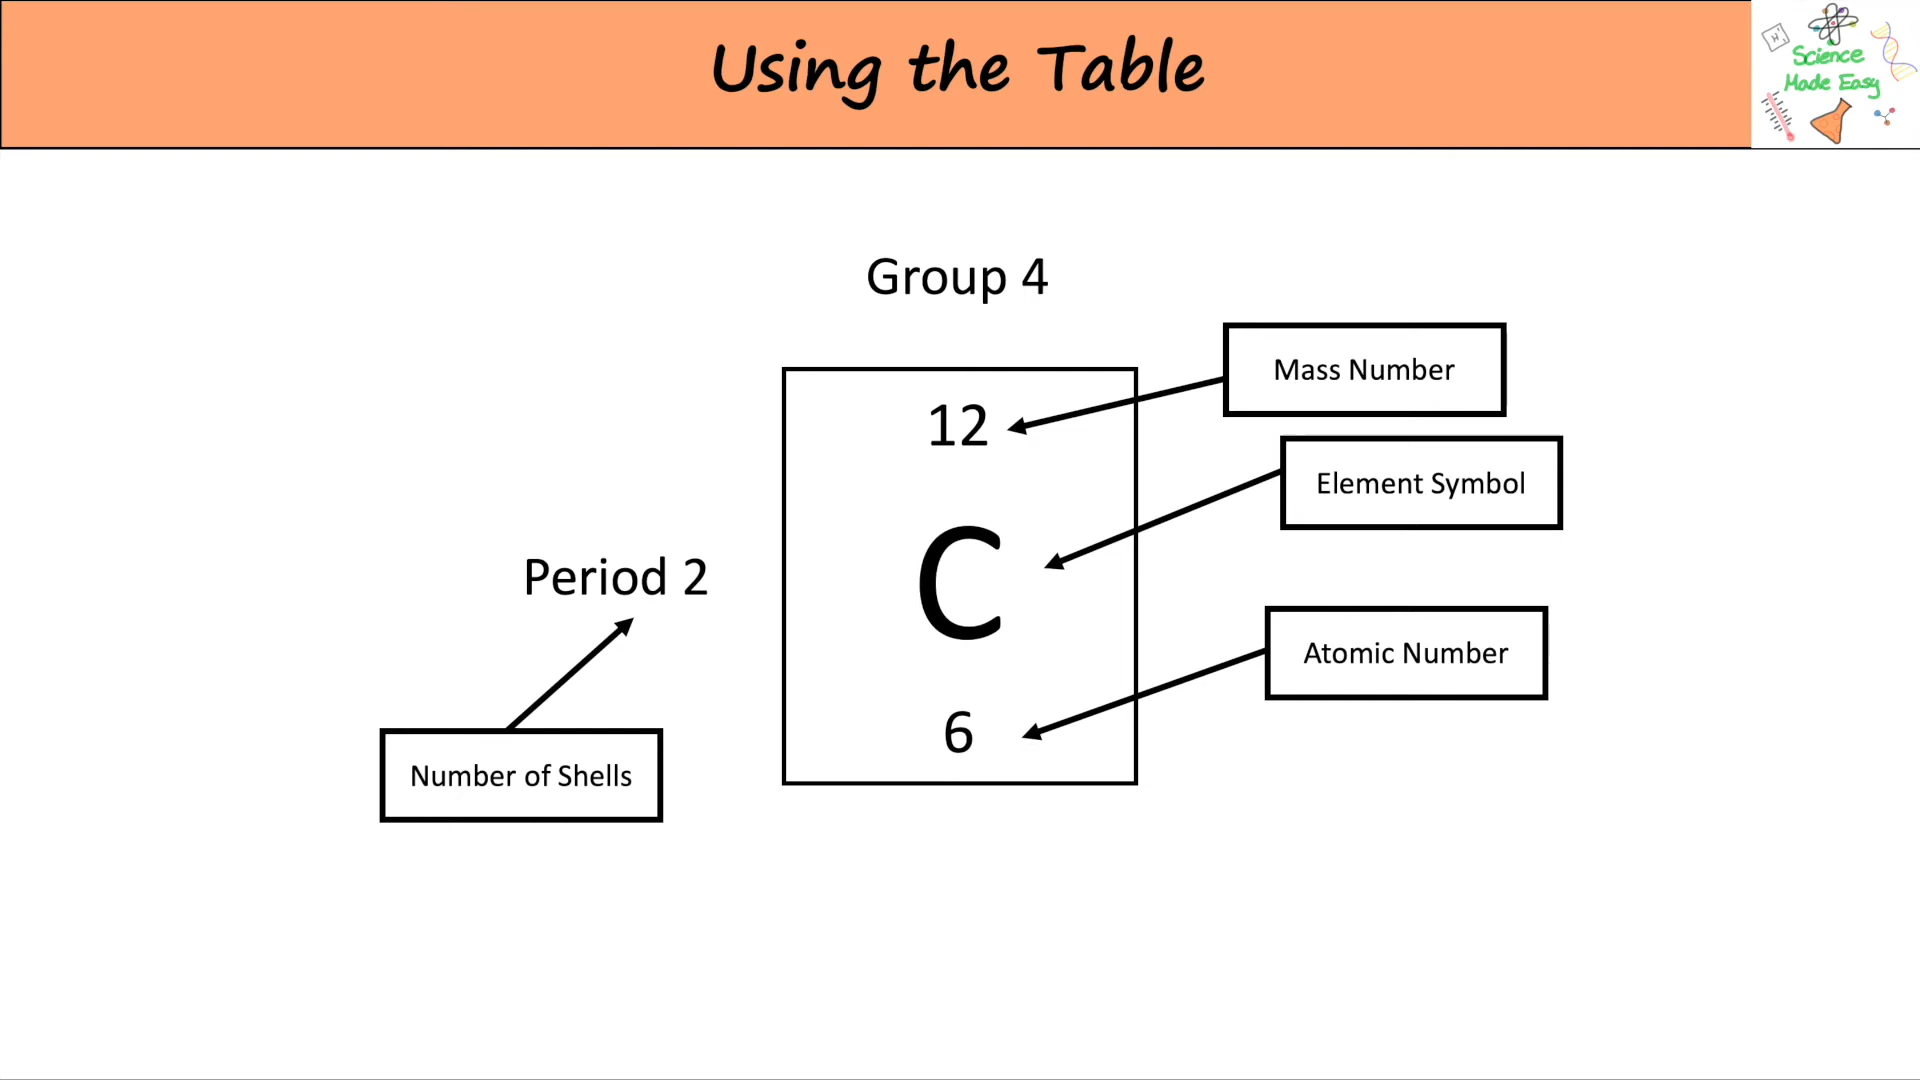 Using the Table
Science
Made Easy
Group 4
Mass Number
12
Element Symbol
C
Period 2
Atomic Number
6
Number of Shells